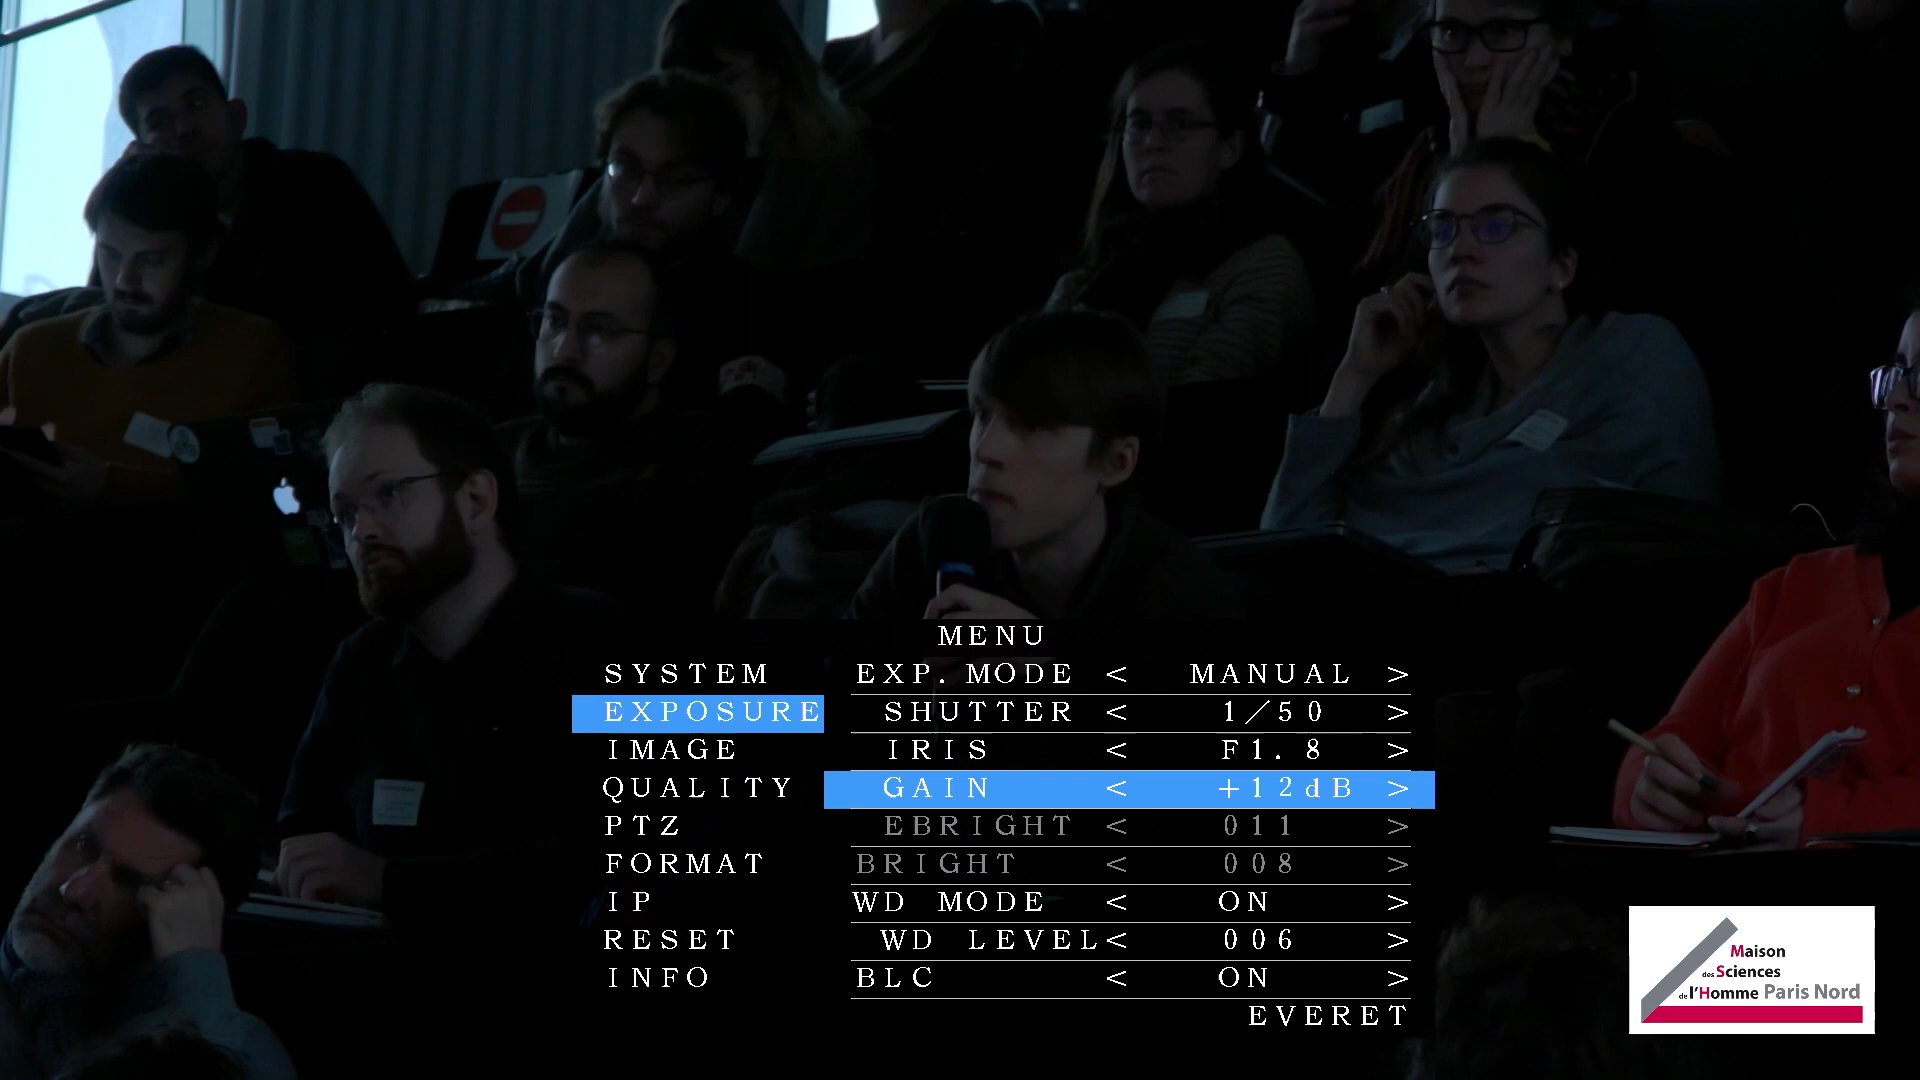 MENU
SYSTEM
EXPOSURE
IMAGE
QUALITY
PTZ
FORMAT
IP
RESET
INFO
EXP. MODE < MANUAL >
SHUTTER < 1/50 >
IRIS < F1.8 >
GAIN < +12dB >
EBRIGHT < 011 >
BRIGHT < 008 >
WD MODE < ON >
WD LEVEL < 006 >
BLC < ON >
EVERET
Maison
des Sciences
de l'Homme Paris Nord